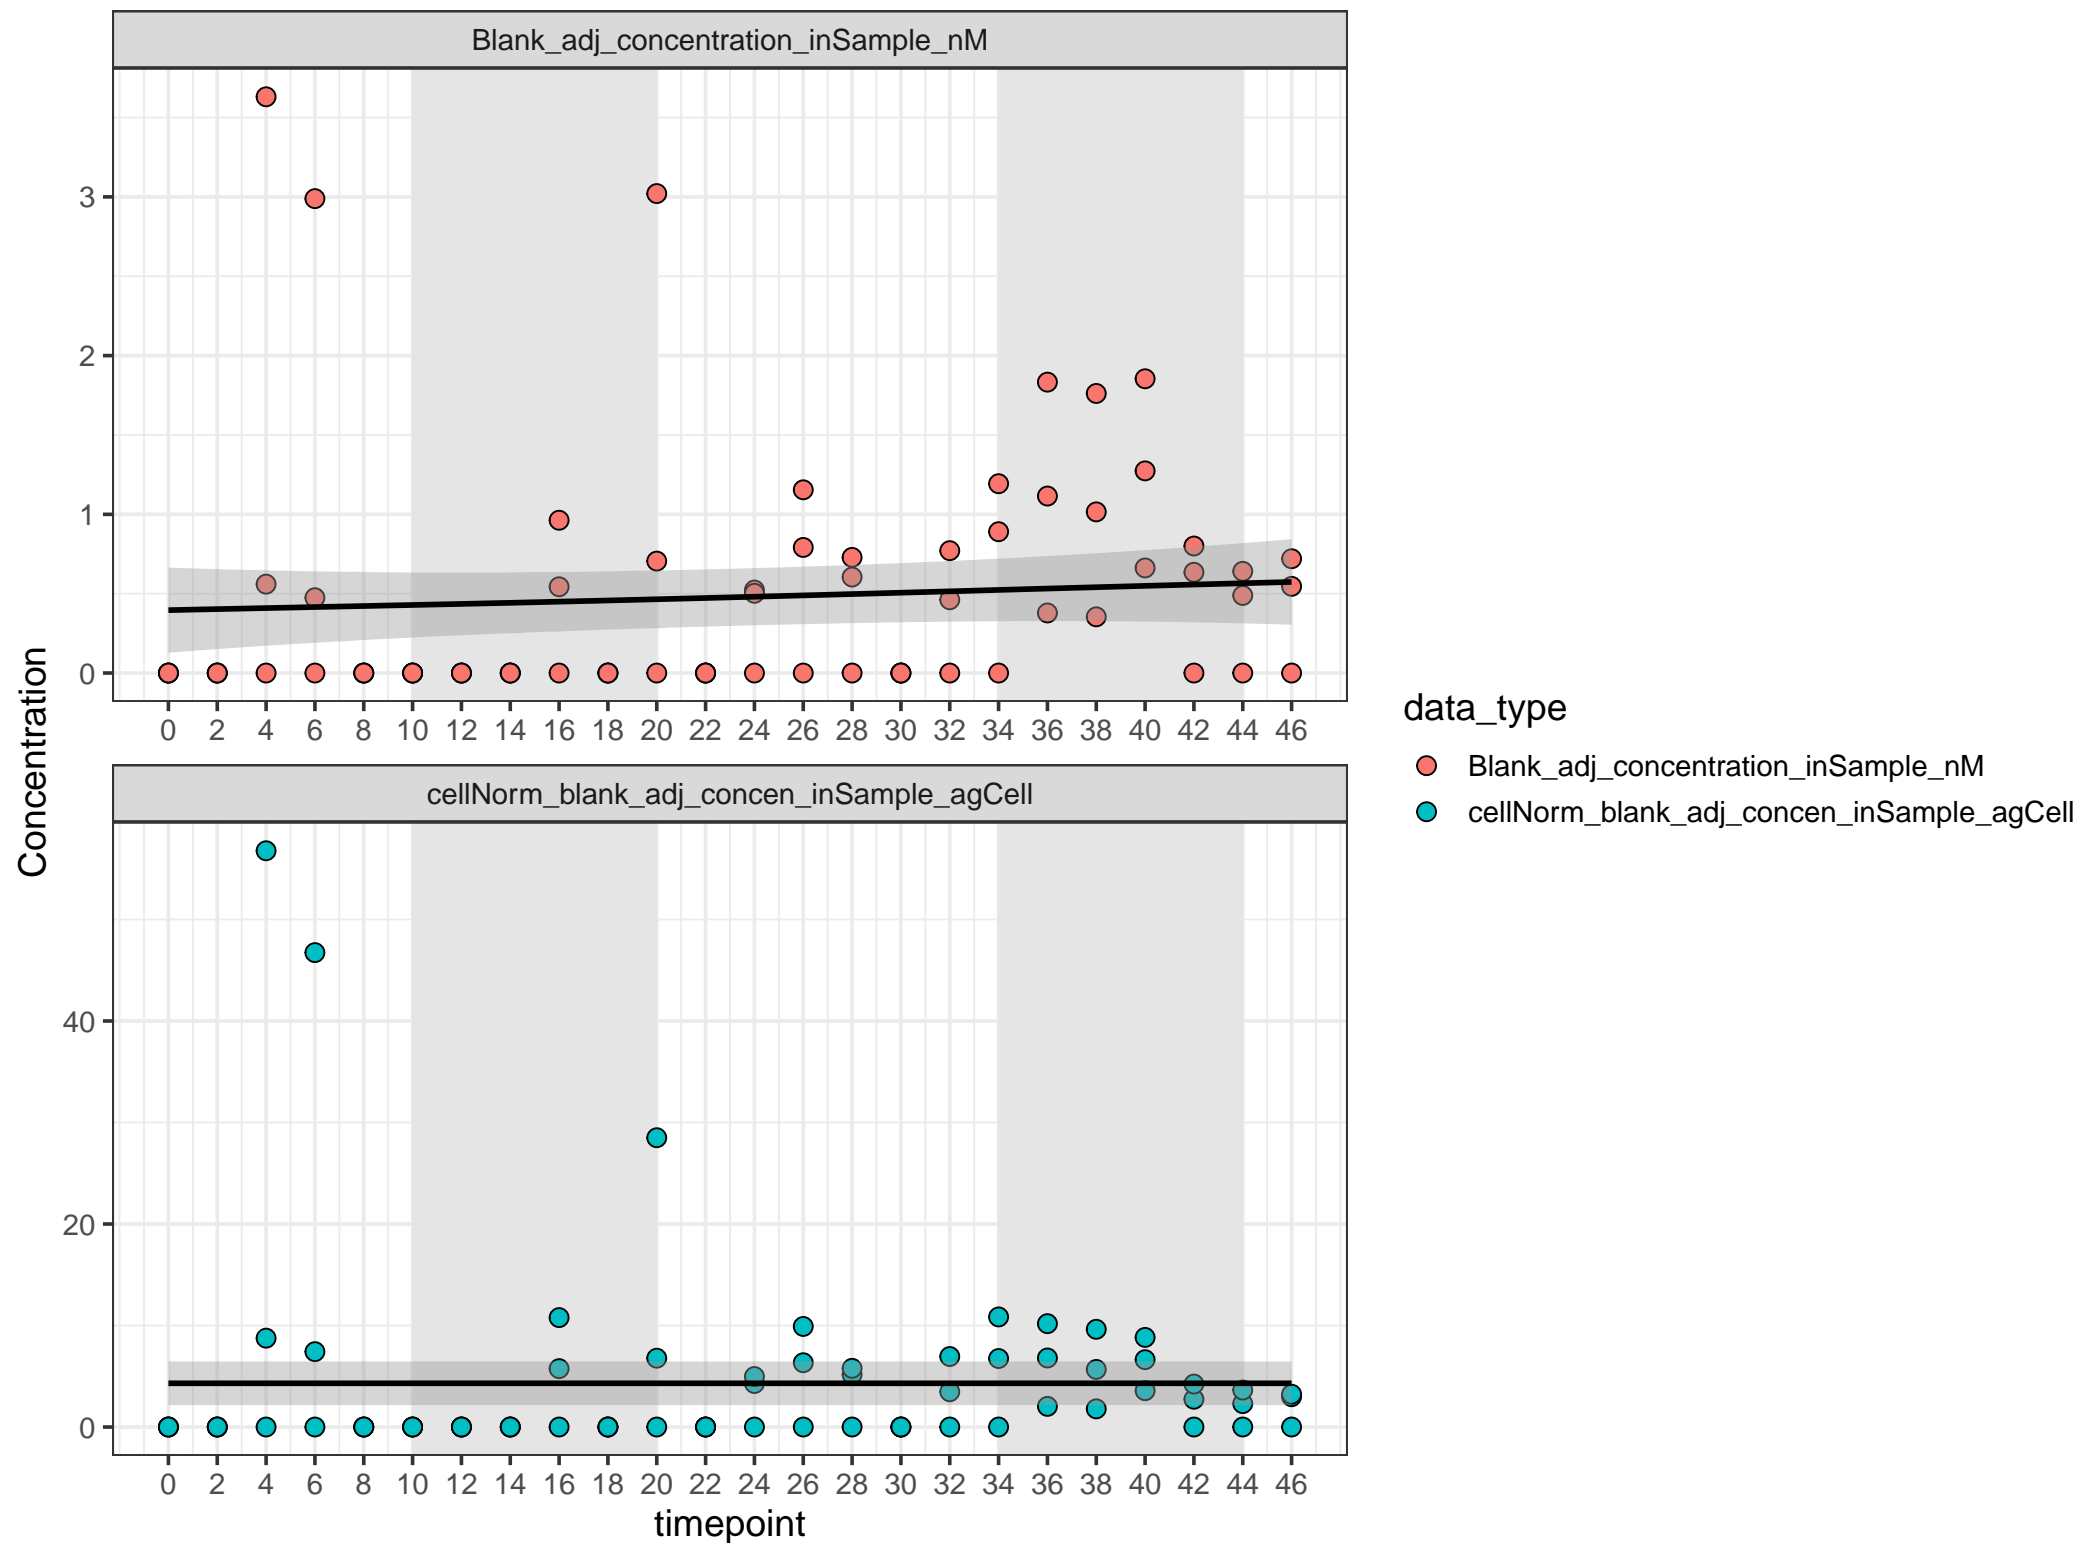 Blank_adj_concentration_inSample_nM
3
2
1
0
0 2 4 6 8 10 12 14 16 18 20 22 24 26 28 30 32 34 36 38 40 42 44 46
Concentration
cellNorm_blank_adj_concen_inSample_agCell
40
20
0
0 2 4 6 8 10 12 14 16 18 20 22 24 26 28 30 32 34 36 38 40 42 44 46
timepoint
data_type
Blank_adj_concentration_inSample_nM
cellNorm_blank_adj_concen_inSample_agCell